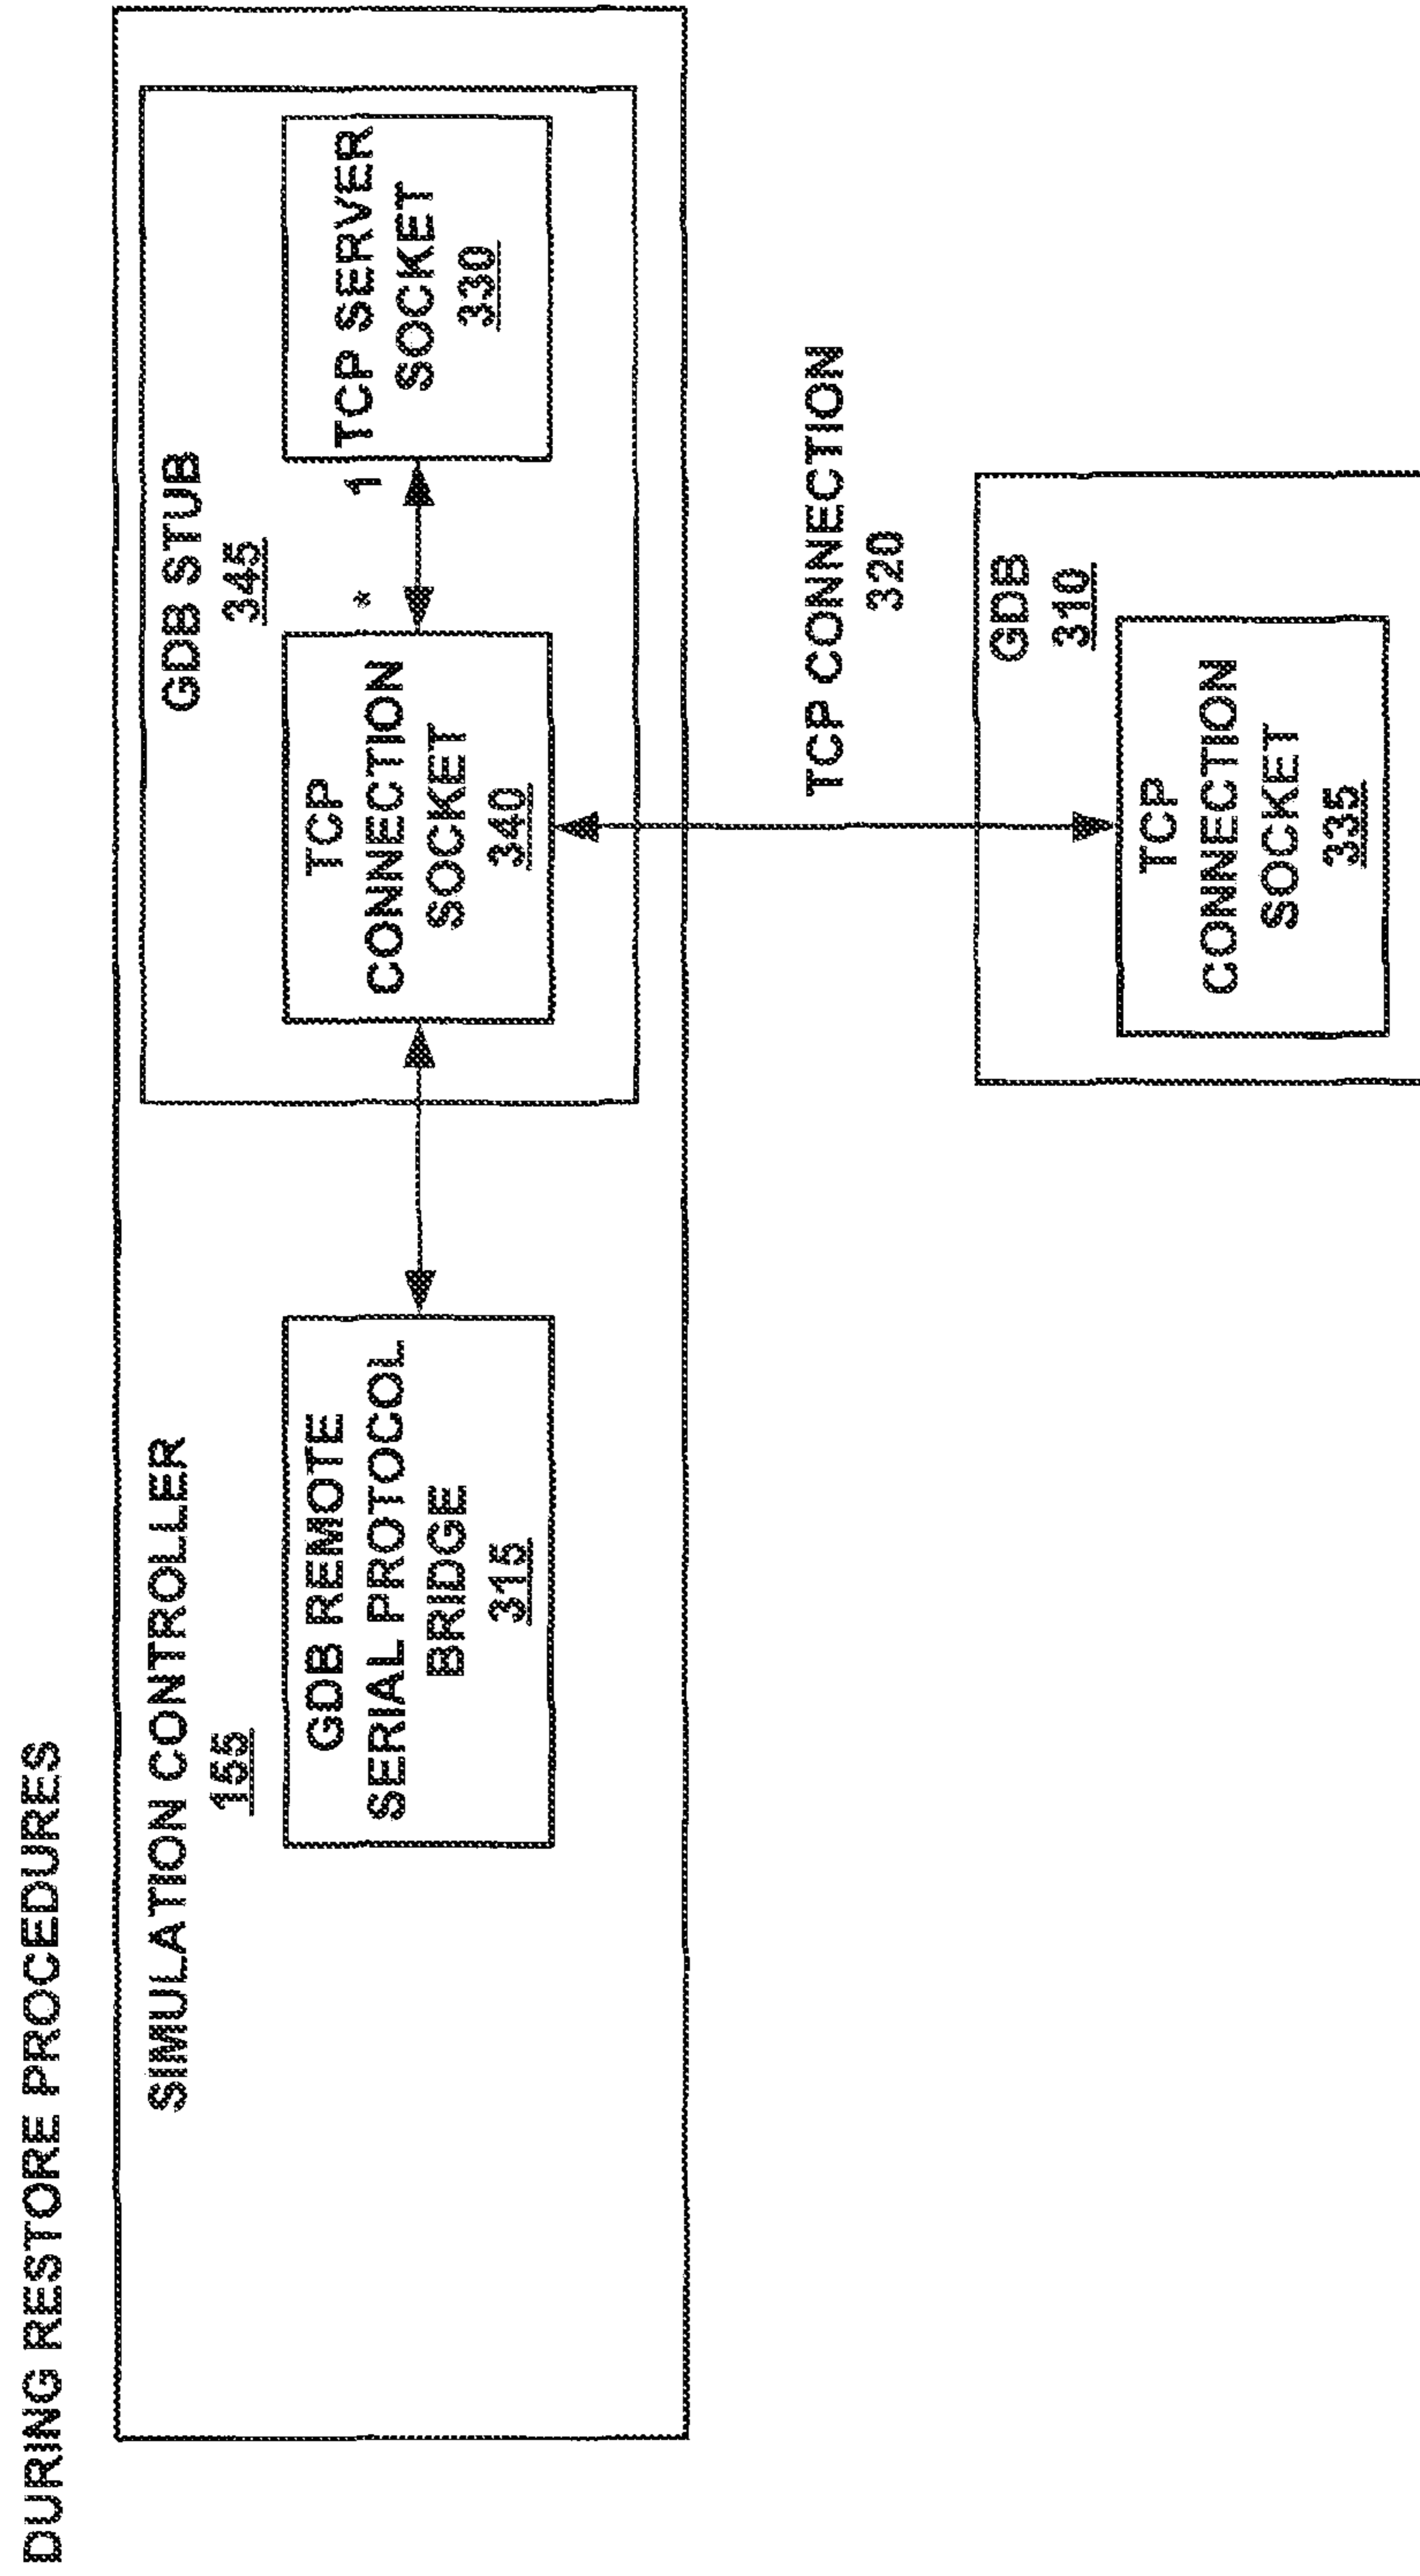 DURING RESTORE PROCEDURES
SIMULATION CONTROLLER
155
GDB REMOTE
SERIAL PROTOCOL
BRIDGE
315
GDB STUB
345
TCP
CONNECTION
SOCKET
340
* 1
TCP SERVER
SOCKET
330
TCP CONNECTION
320
GDB
310
TCP
CONNECTION
SOCKET
335